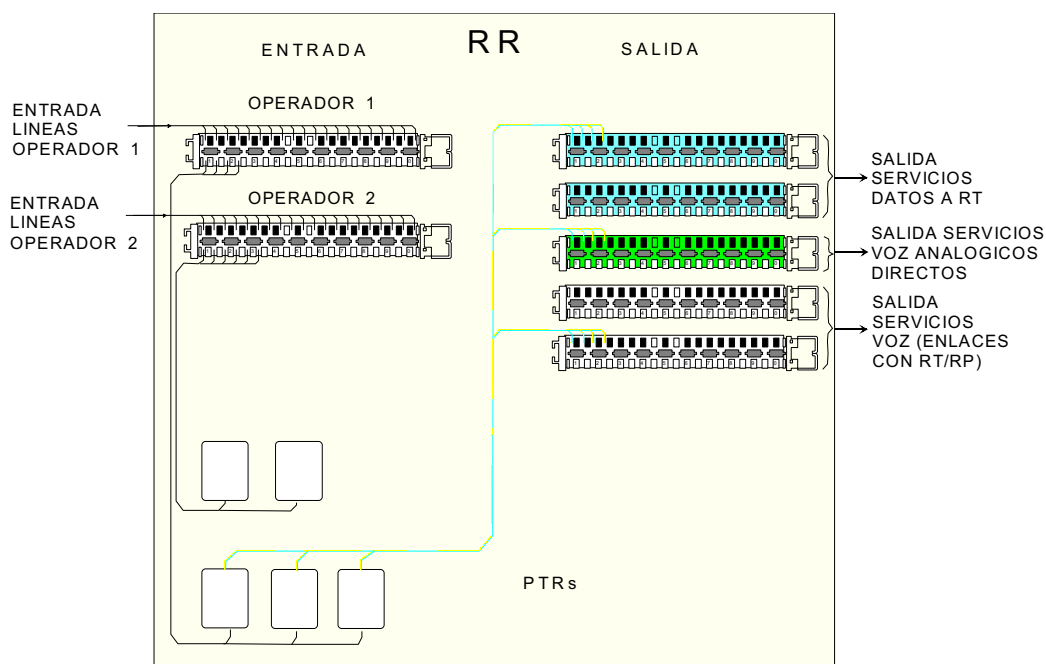 RR
ENTRADA
SALIDA
OPERADOR 1
ENTRADA
LINEAS
OPERADOR 1
OPERADOR 2
ENTRADA
LINEAS
OPERADOR 2
SALIDA
SERVICIOS
DATOS A RT
SALIDA SERVICIOS
VOZ ANALOGICOS
DIRECTOS
SALIDA
SERVICIOS
VOZ (ENLACES
CON RT/RP)
PTRs